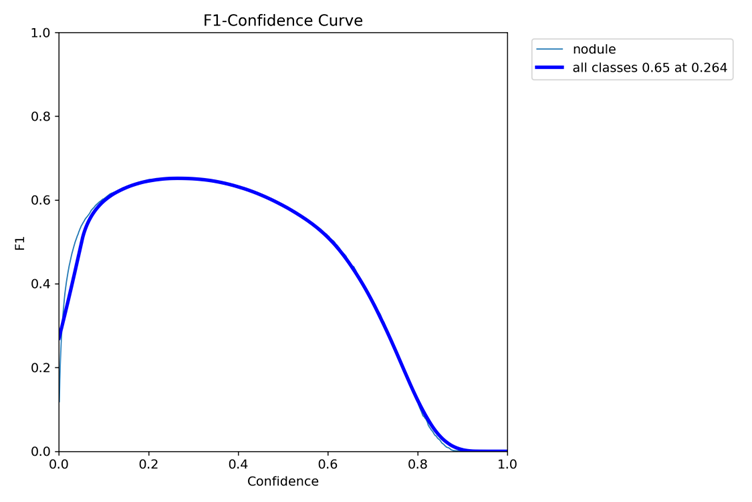 F1-Confidence Curve
nodule
all classes 0.65 at 0.264
1.0
0.8
0.6
0.4
0.2
0.0
F1
0.0 0.2 0.4 0.6 0.8 1.0
Confidence